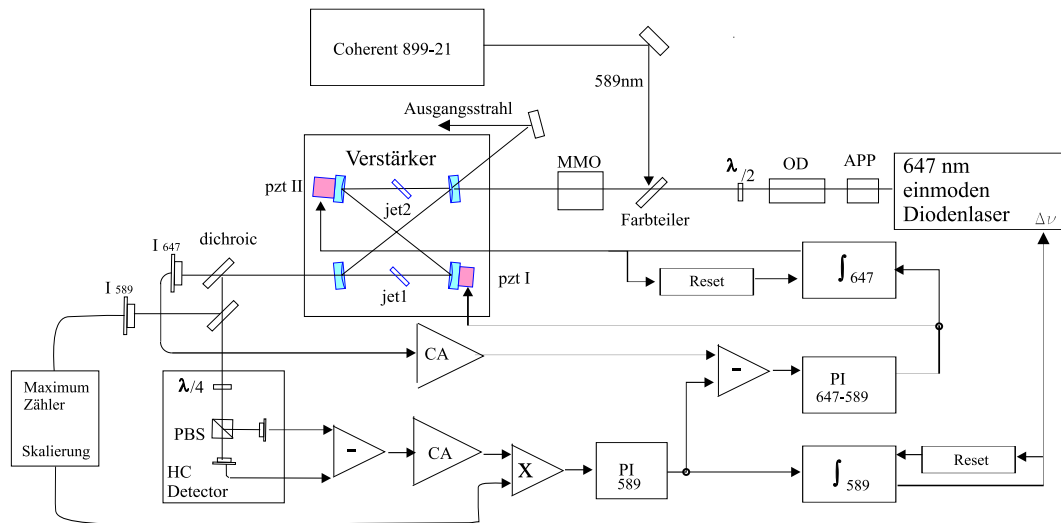 Coherent 899-21
589nm
Ausgangsstrahl
Verstärker
pzt II
jet2
jet1
pzt I
MMO
Farbteiler
λ/2
OD
APP
647 nm
einmoden
Diodenlaser
Δν
dichroic
I 647
I 589
Reset
∫ 647
CA
-
PI
647-589
Maximum
Zähler
Skalierung
λ/4
PBS
HC
Detector
-
CA
X
PI
589
∫ 589
Reset